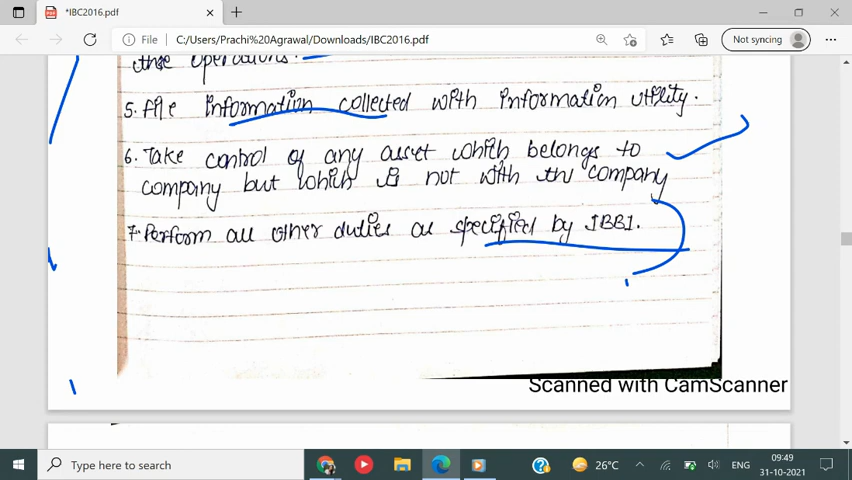 *IBC2016.pdf
File
C:/Users/Prachi%20Agrawal/Downloads/IBC2016.pdf
Not syncing
the operations.
5. File information collected with information utility.
6. Take control of any asset which belongs to
company but which is not with the company
7. Perform all other duties as specified by IBBI.
Scanned with CamScanner
Type here to search
26°C
ENG
09:49
31-10-2021